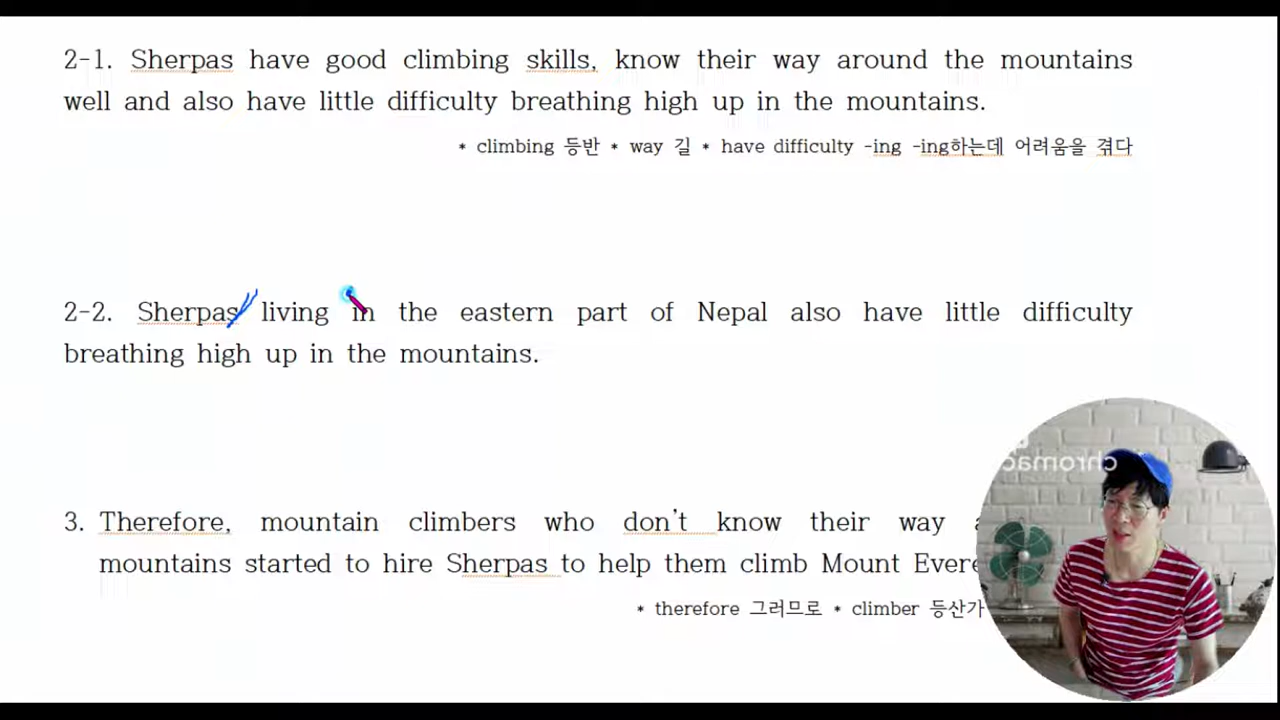 2-1. Sherpas have good climbing skills, know their way around the mountains
well and also have little difficulty breathing high up in the mountains.
* climbing 등반 * way 길 * have difficulty -ing -ing하는데 어려움을 겪다
2-2. Sherpas living in the eastern part of Nepal also have little difficulty
breathing high up in the mountains.
3. Therefore, mountain climbers who don't know their way
mountains started to hire Sherpas to help them climb Mount
* therefore 그러므로 * climber 등산가